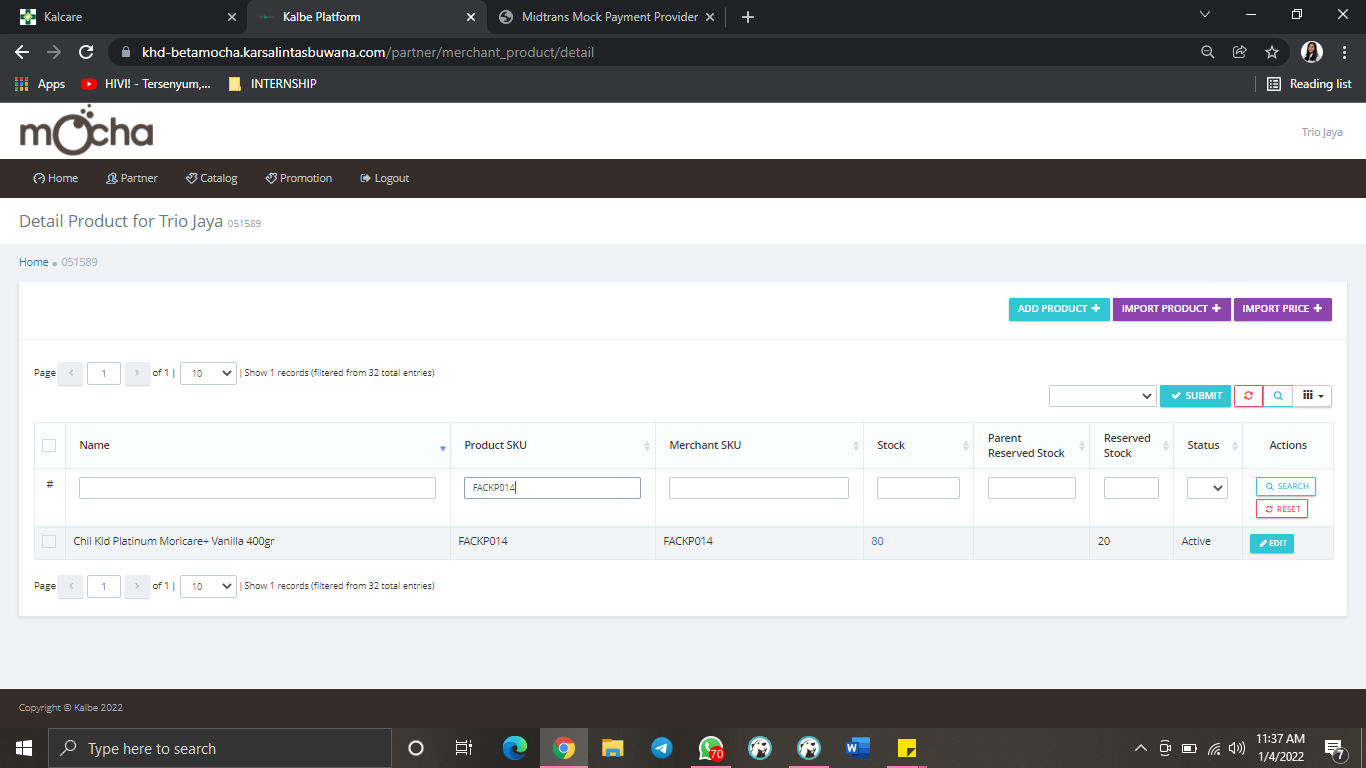 Kalcare
Kalbe Platform
Midtrans Mock Payment Provider
khd-betamocha.karsalintasbuwana.com/partner/merchant_product/detail
Apps
HIVI! - Tersenyum,...
INTERNSHIP
Reading list
mocha
Trio Jaya
Home
Partner
Catalog
Promotion
Logout
Detail Product for Trio Jaya 051589
Home 051589
ADD PRODUCT
IMPORT PRODUCT
IMPORT PRICE
Page < 1 > of 1 | 10 | Show 1 records (filtered from 32 total entries)
SUBMIT
Name
Product SKU
Merchant SKU
Stock
Parent
Reserved Stock
Reserved
Stock
Status
Actions
#
FACKP014
SEARCH
RESET
Chil Kid Platinum Moricare+ Vanilla 400gr
FACKP014
FACKP014
80
20
Active
EDIT
Page < 1 > of 1 | 10 | Show 1 records (filtered from 32 total entries)
Copyright © Kalbe 2022
Type here to search
70
11:37 AM
1/4/2022
7